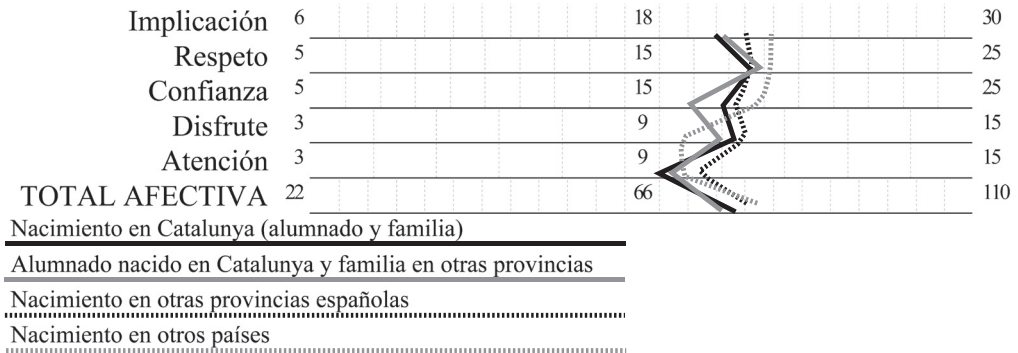 Implicación 6 18 30
Respeto 5 15 25
Confianza 5 15 25
Disfrute 3 9 15
Atención 3 9 15
TOTAL AFECTIVA 22 66 110
Nacimiento en Catalunya (alumnado y familia)
Alumnado nacido en Catalunya y familia en otras provincias
Nacimiento en otras provincias españolas
Nacimiento en otros países